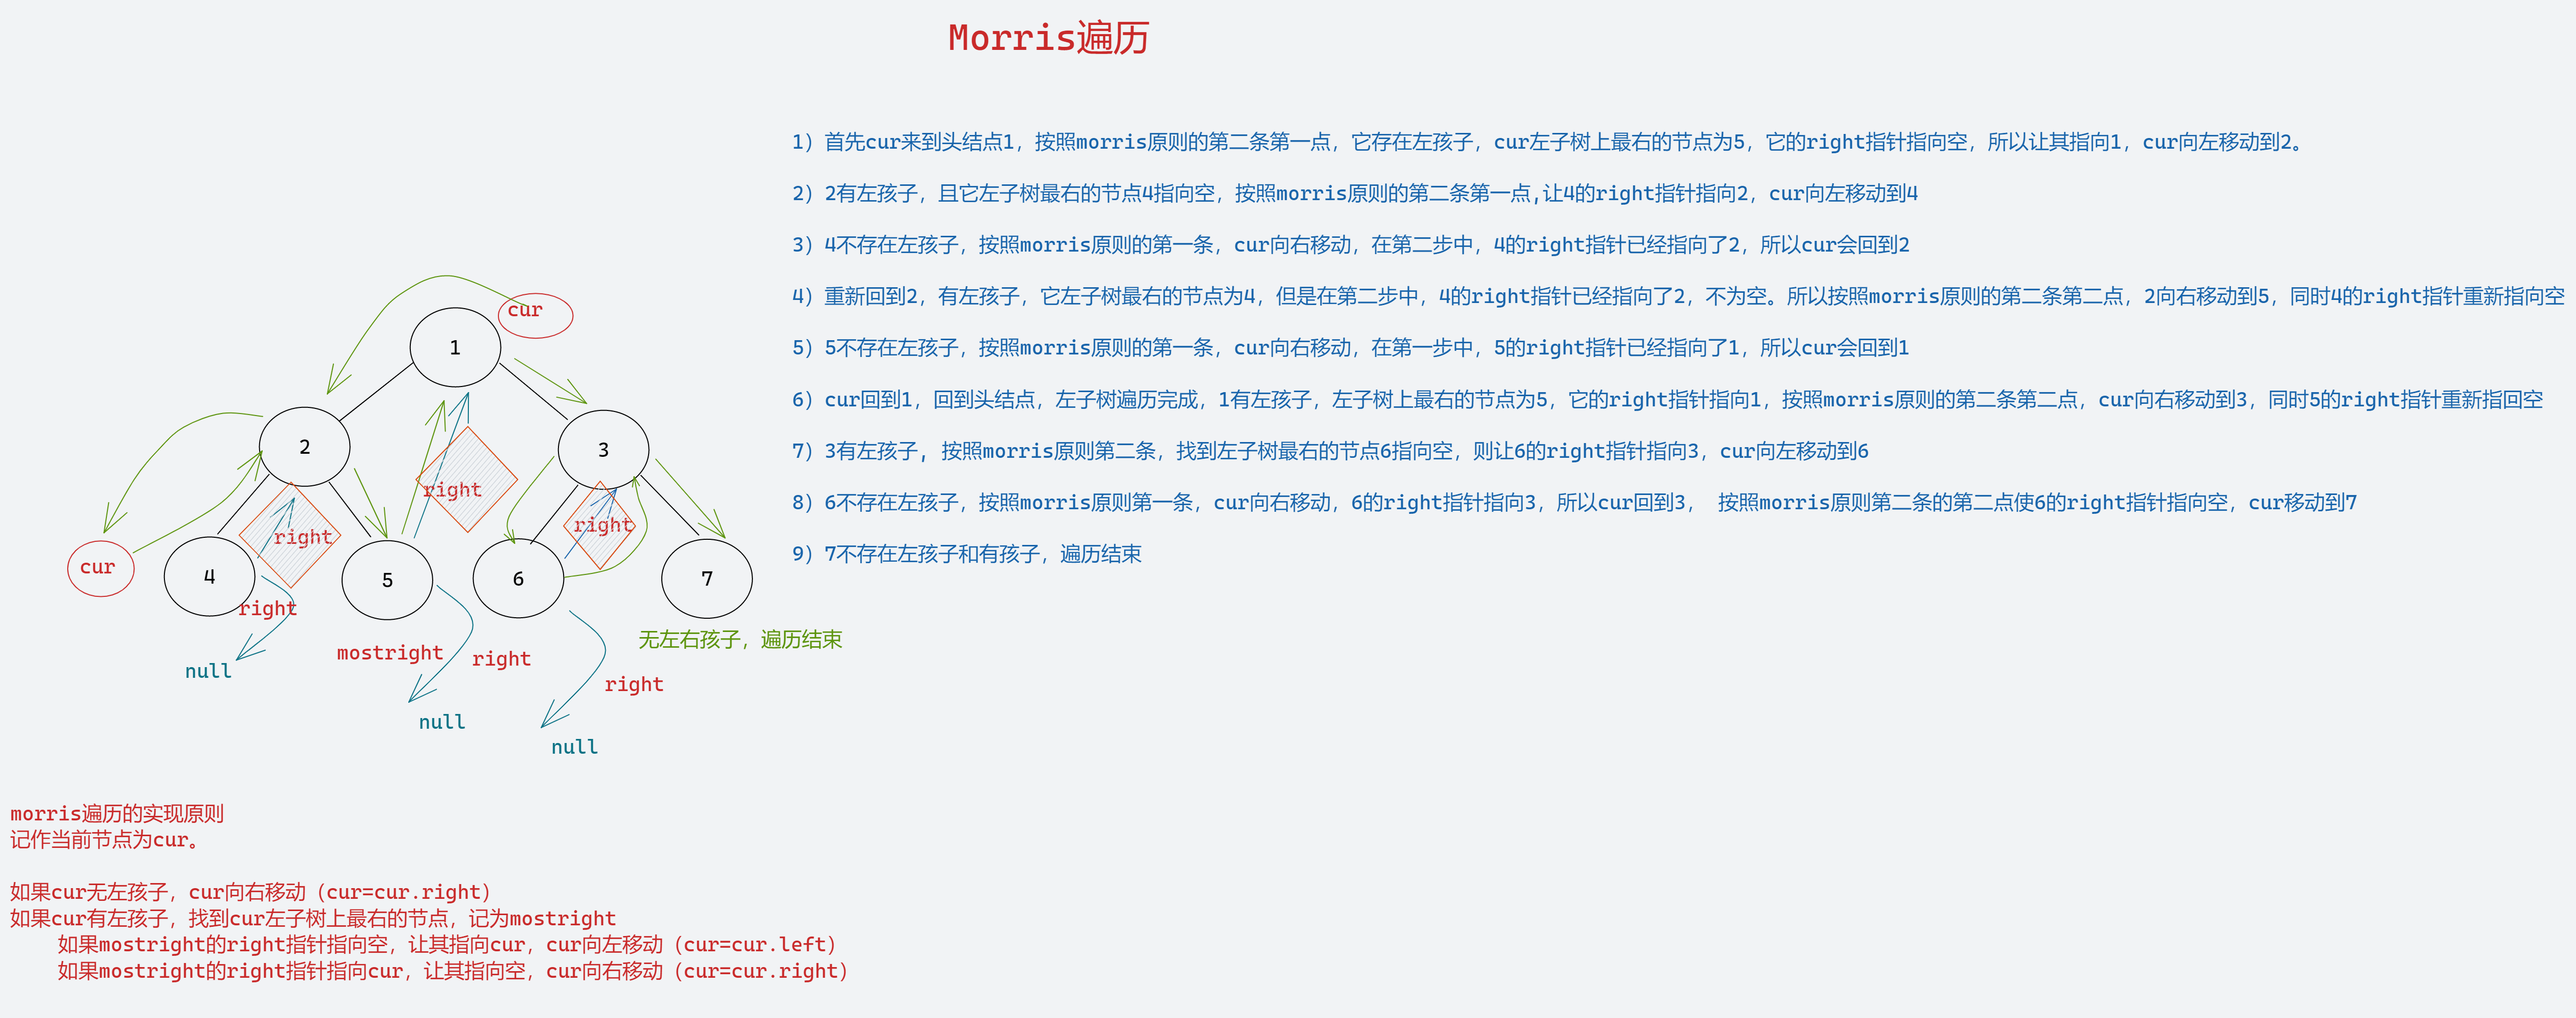 Morris遍历
1) 首先cur来到头结点1, 按照morris原则的第二条第一点, 它存在左孩子, cur左子树上最右的节点为5, 它的right指针指向空, 所以让其指向1, cur向左移动到2。
2) 2有左孩子, 且它左子树最右的节点4指向空, 按照morris原则的第二条第一点,让4的right指针指向2, cur向左移动到4
3) 4不存在左孩子, 按照morris原则的第一条, cur向右移动, 在第二步中, 4的right指针已经指向了2, 所以cur会回到2
4) 重新回到2, 有左孩子, 它左子树最右的节点为4, 但是在第二步中, 4的right指针已经指向了2, 不为空。所以按照morris原则的第二条第二点, 2向右移动到5, 同时4的right指针重新指向空
5) 5不存在左孩子, 按照morris原则的第一条, cur向右移动, 在第一步中, 5的right指针已经指向了1, 所以cur会回到1
6) cur回到1, 回到头结点, 左子树遍历完成, 1有左孩子, 左子树上最右的节点为5, 它的right指针指向1, 按照morris原则的第二条第二点, cur向右移动到3, 同时5的right指针重新指回空
7) 3有左孩子, 按照morris原则第二条, 找到左子树最右的节点6指向空, 则让6的right指针指向3, cur向左移动到6
8) 6不存在左孩子, 按照morris原则第一条, cur向右移动, 6的right指针指向3, 所以cur回到3, 按照morris原则第二条的第二点使6的right指针指向空, cur移动到7
9) 7不存在左孩子和有孩子, 遍历结束
cur
1
2
3
right
right
right
cur
4
5
6
7
right
无左右孩子, 遍历结束
mostright
right
null
right
null
null
morris遍历的实现原则
记作当前节点为cur。
如果cur无左孩子, cur向右移动 (cur=cur.right)
如果cur有左孩子, 找到cur左子树上最右的节点, 记为mostright
如果mostright的right指针指向空, 让其指向cur, cur向左移动 (cur=cur.left)
如果mostright的right指针指向cur, 让其指向空, cur向右移动 (cur=cur.right)